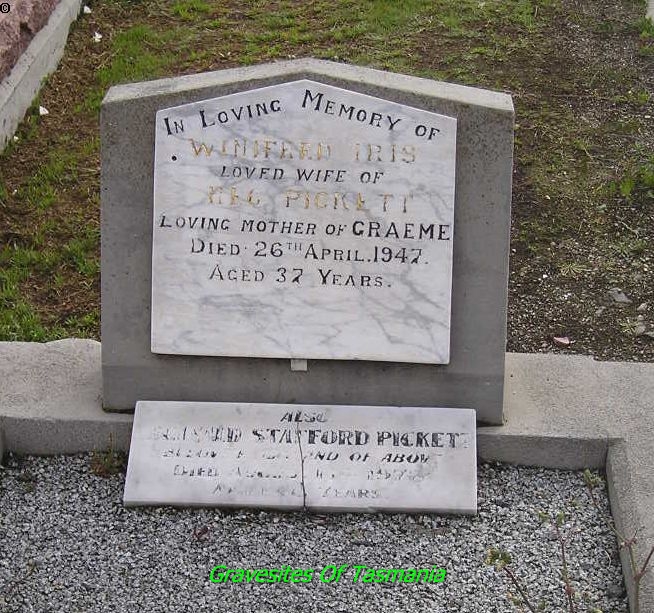 ©
In Loving Memory of
WINIFRED IRIS
LOVED WIFE OF
REG PICKETT
LOVING MOTHER OF GRAEME
DIED 26TH APRIL.1947.
AGED 37 YEARS.
ALSO
STAFFORD PICKETT
OF ABOVE
DIED
YEARS
Gravesites Of Tasmania